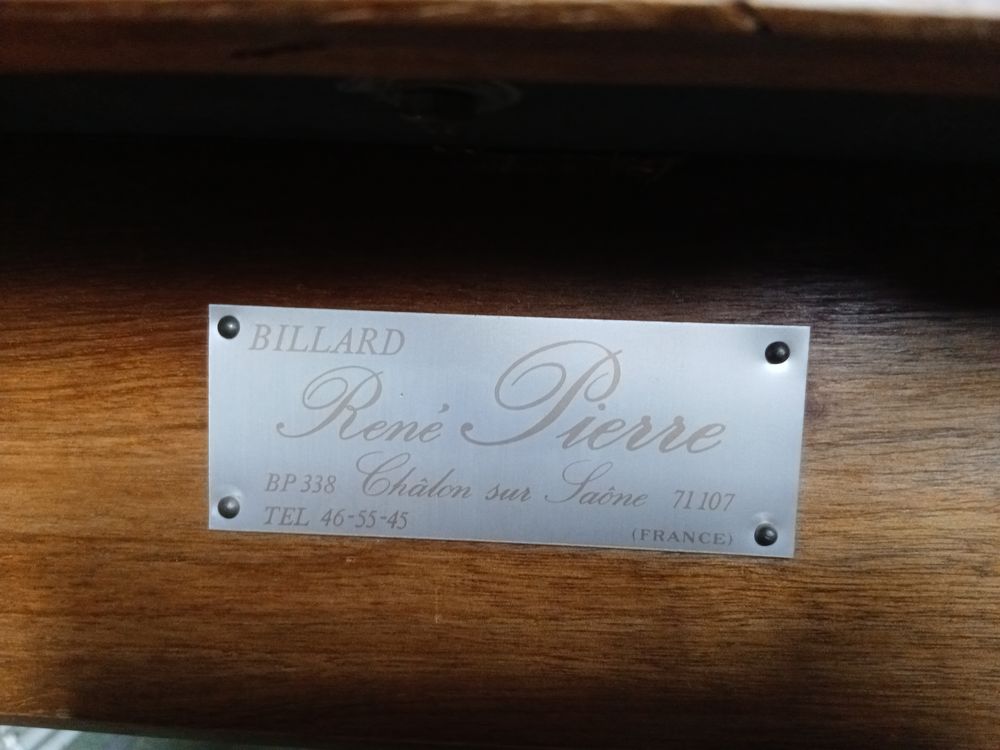 BILLARD
René Pierre
BP 338 Châlon sur Saône 71107
TEL 46-55-45
(FRANCE)